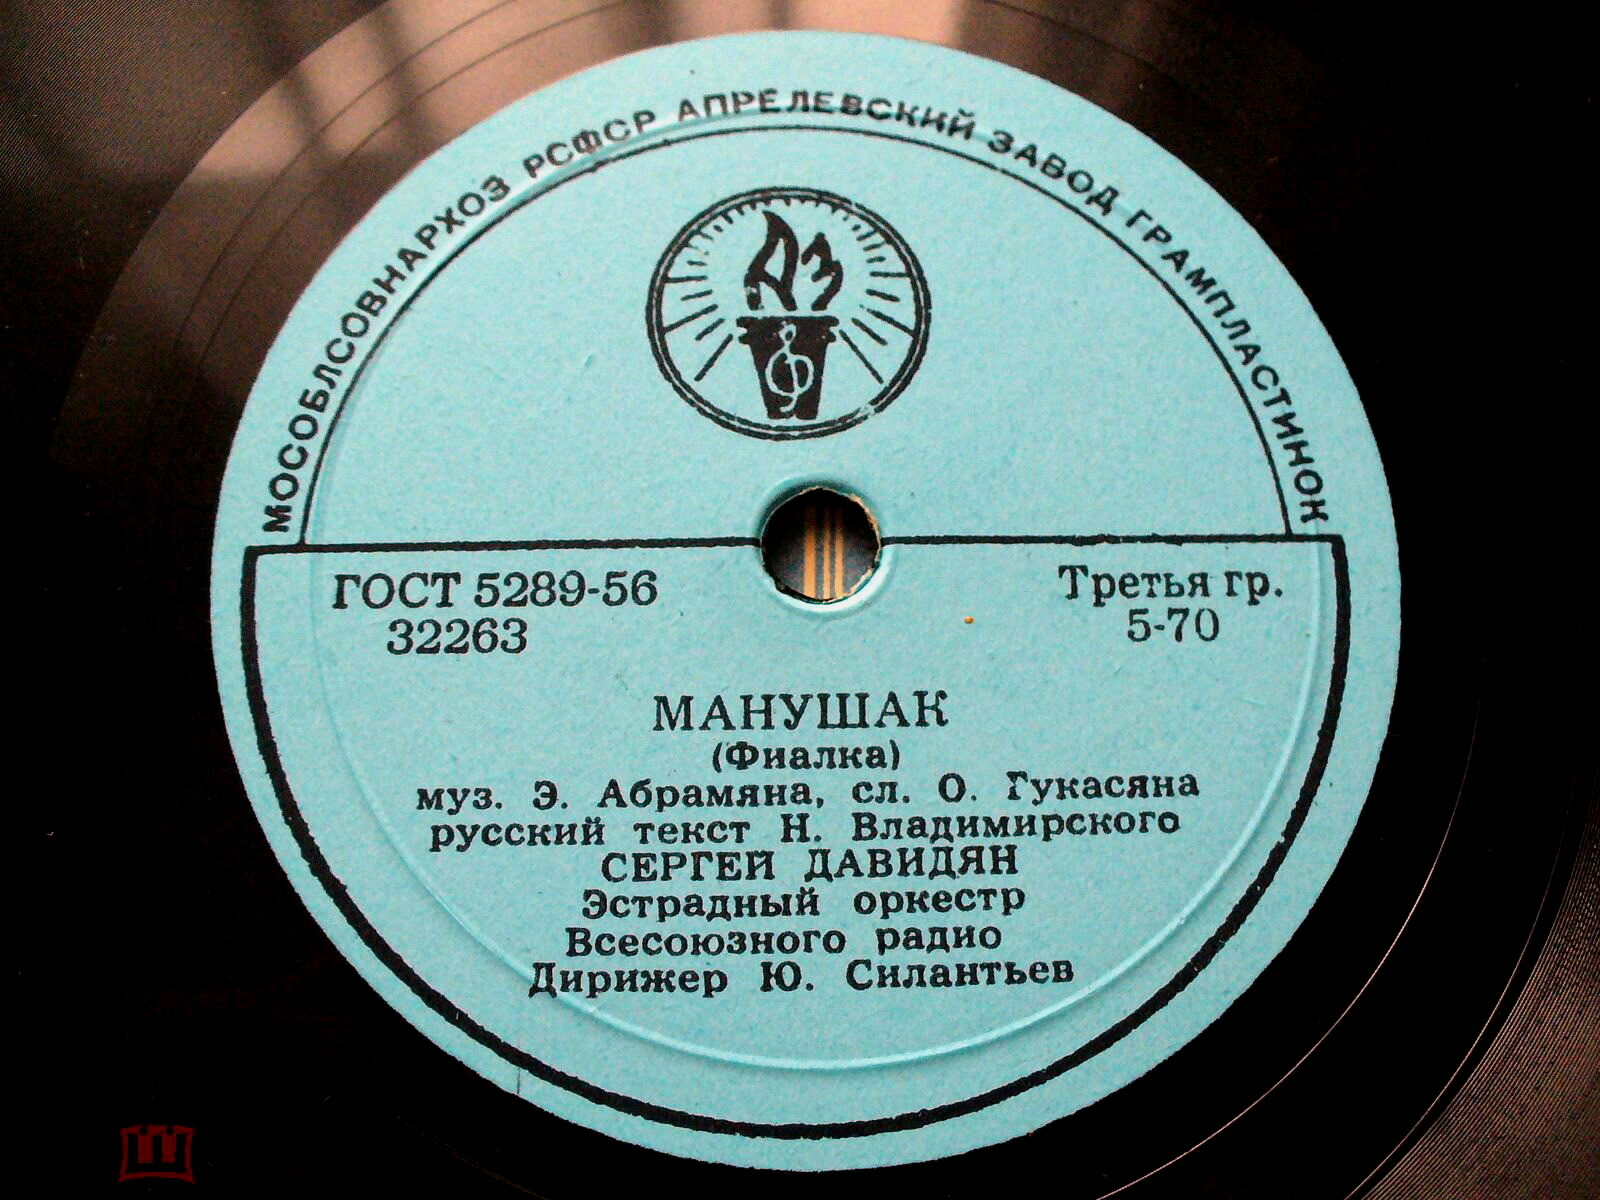 МОСОБЛСОВНАРХОЗ РСФСР АПРЕЛЕВСКИЙ ЗАВОД ГРАМПЛАСТИНОК
АЗ
ГОСТ 5289-56
32263
Третья гр.
5-70
МАНУШАК
(Фиалка)
муз. Э. Абрамяна, сл. О. Гукасяна
русский текст Н. Владимирского
СЕРГЕЙ ДАВИДЯН
Эстрадный оркестр
Всесоюзного радио
Дирижер Ю. Силантьев